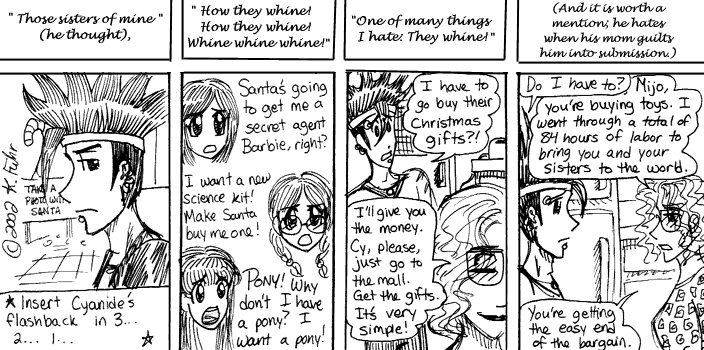 " Those sisters of mine "
(he thought),
" How they whine!
How they whine!
Whine whine whine!"
"One of many things
I hate: They whine!"
(And it is worth a
mention; he hates
when his mom guilts
him into submission.)
TAKE A
PHOTO WITH
SANTA
© 2002 K. Fuhr
★ Insert Cyanide's
flashback in 3...
2... 1... ★
Santa's going
to get me a
secret agent
Barbie, right?
I want a new
science kit!
Make Santa
buy me one!
PONY! Why
don't I have
a pony? I
want a pony!
I have to
go buy their
Christmas
gifts?!
I'll give you
the money.
Cy, please,
just go to
the mall.
Get the gifts.
It's very
simple!
Do I have to?
Mijo,
you're buying toys. I
went through a total of
84 hours of labor to
bring you and your
sisters to the world.
You're getting
the easy end
of the bargain.